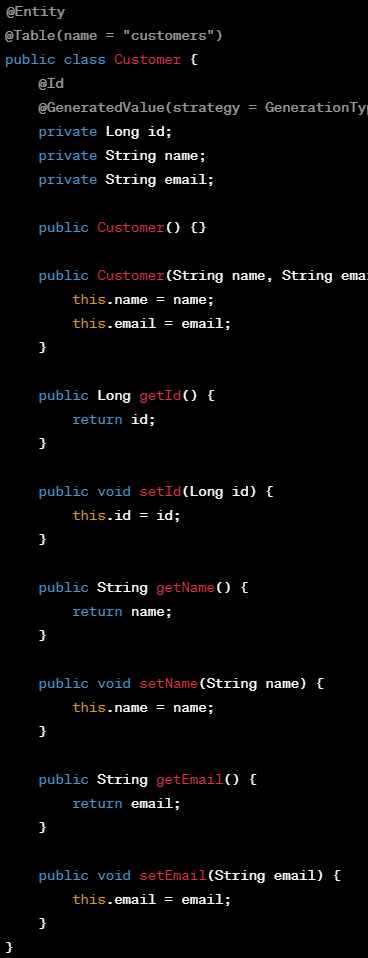 @Entity
@Table(name = "customers")
public class Customer {
    @Id
    @GeneratedValue(strategy = GenerationTyp
    private Long id;
    private String name;
    private String email;

    public Customer() {}

    public Customer(String name, String emai
        this.name = name;
        this.email = email;
    }

    public Long getId() {
        return id;
    }

    public void setId(Long id) {
        this.id = id;
    }

    public String getName() {
        return name;
    }

    public void setName(String name) {
        this.name = name;
    }

    public String getEmail() {
        return email;
    }

    public void setEmail(String email) {
        this.email = email;
    }
}